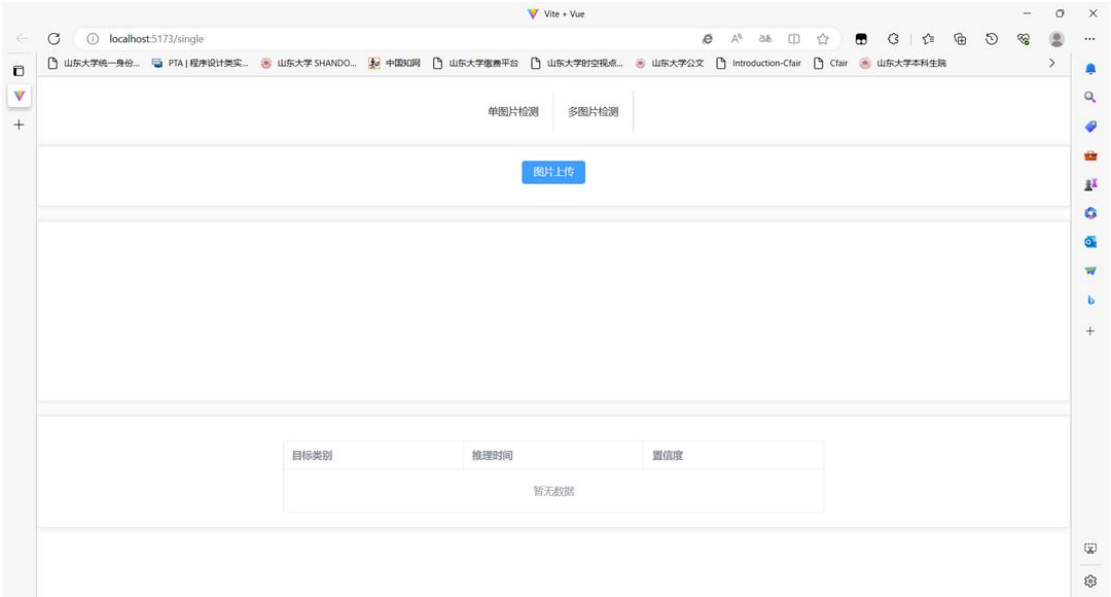 Vite + Vue
localhost:5173/single
山东大学统一身份... PTA | 程序设计类实... 山东大学 SHANDO... 中国知网 山东大学缴费平台 山东大学时空视点... 山东大学公文 Introduction-Cfair Cfair 山东大学本科生院
单图片检测 多图片检测
图片上传
目标类别 推理时间 置信度
暂无数据